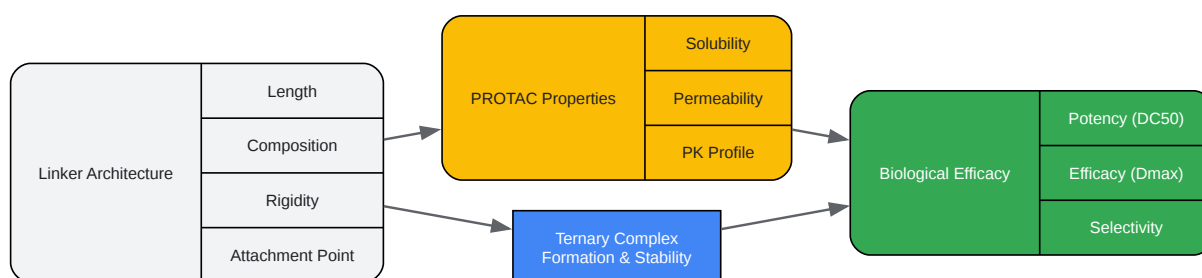 Linker Architecture
Length
Composition
Rigidity
Attachment Point
PROTAC Properties
Solubility
Permeability
PK Profile
Ternary Complex
Formation & Stability
Biological Efficacy
Potency (DC50)
Efficacy (Dmax)
Selectivity